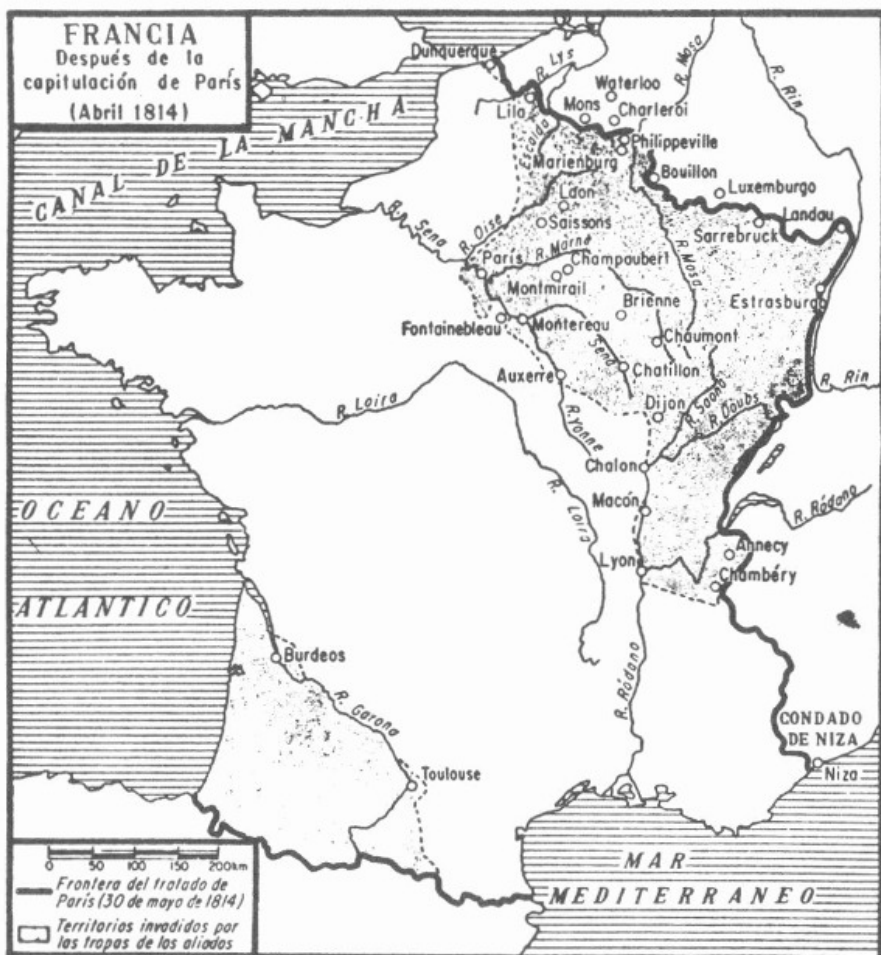 FRANCIA
Después de la
capitulación de París
(Abril 1814)
CANAL DE LA MANCHA
Dunquerque
R. Lys
Lila
Escalda
Mons
Waterloo
Charleroi
Philippeville
Marienburg
Bouillon
R. Mosa
R. Rin
Luxemburgo
Landau
Sarrebruck
Laon
Saissons
R. Oise
R. Sena
París
R. Marne
Champaubert
Montmirail
R. Mosa
Estrasburgo
Brienne
Fontainebleau
Montereau
Chaumont
Sena
Chatillon
Auxerre
R. Yonne
Dijon
R. Saona
R. Doubs
R. Rin
R. Loira
R. Loira
Chalon
Macón
R. Ródano
Lyon
Annecy
Chambéry
OCEANO
ATLÁNTICO
Burdeos
R. Garona
R. Ródano
Toulouse
CONDADO
DE NIZA
Niza
MAR
MEDITERRANEO
0 50 100 150 200km
Frontera del tratado de
París (30 de mayo de 1814)
Territorios invadidos por
las tropas de los aliados